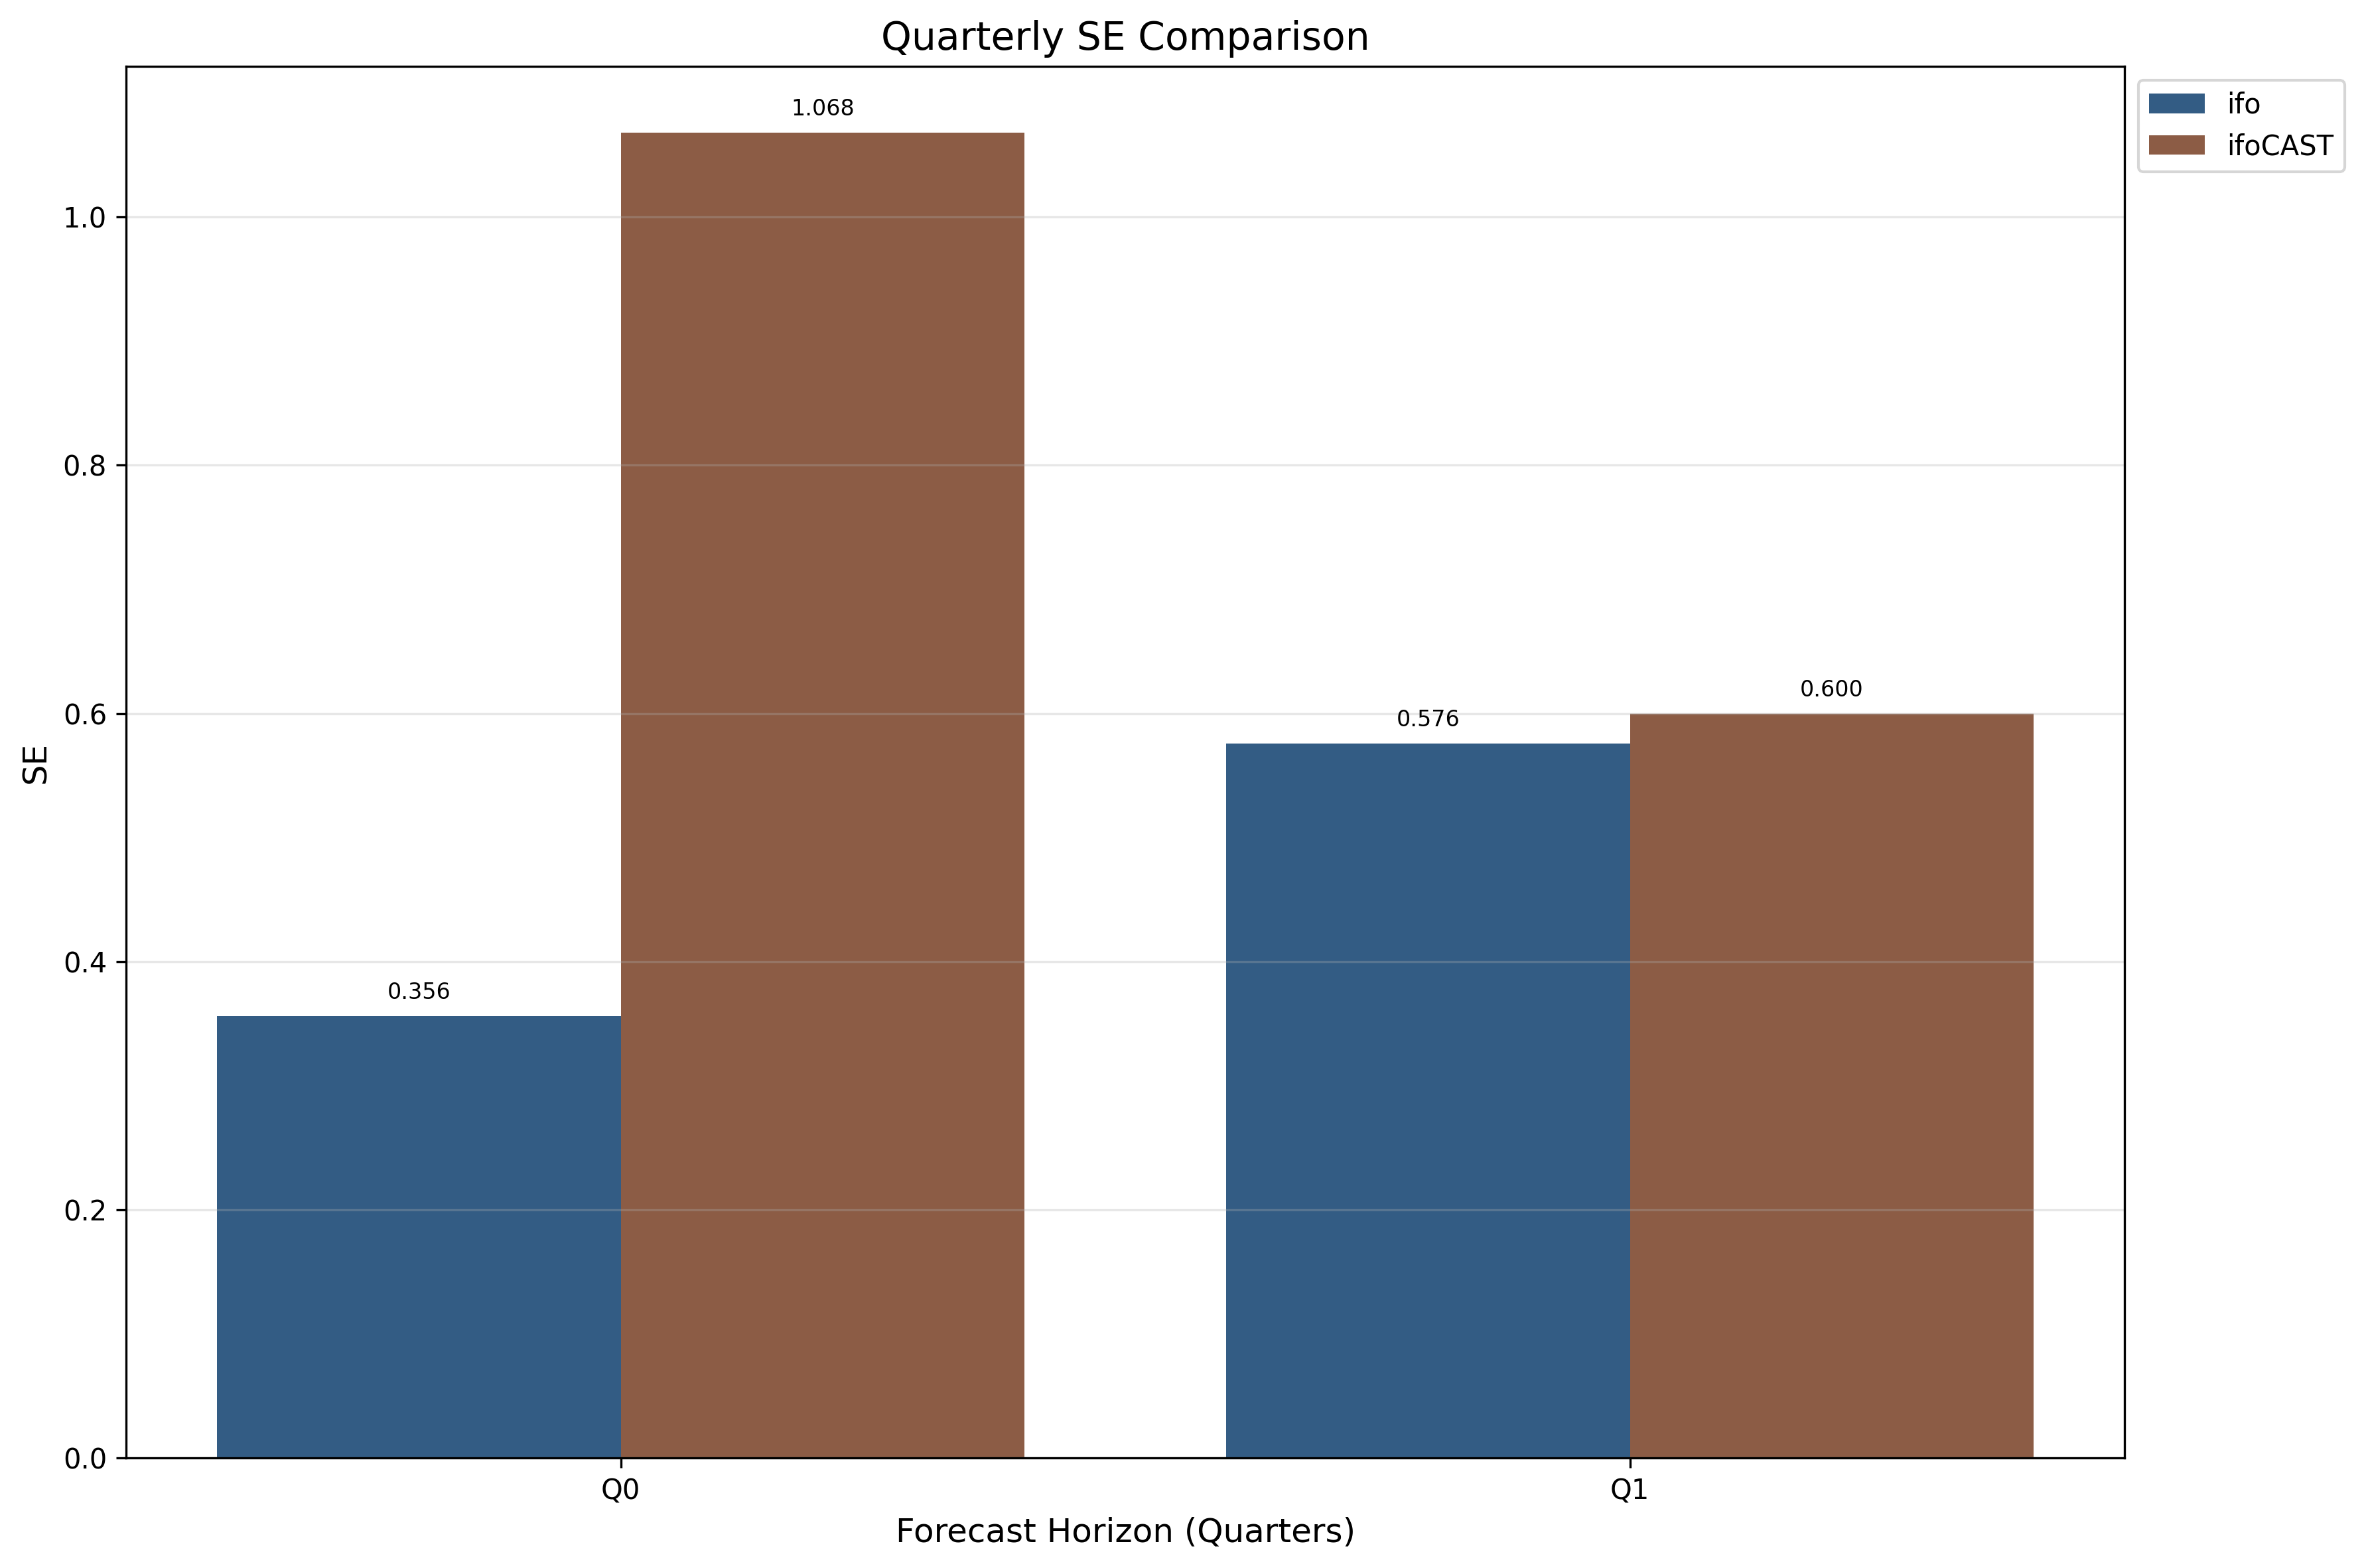 Quarterly SE Comparison
ifo
ifoCAST
SE
1.0
0.8
0.6
0.4
0.2
0.0
0.356
1.068
0.576
0.600
Q0
Q1
Forecast Horizon (Quarters)